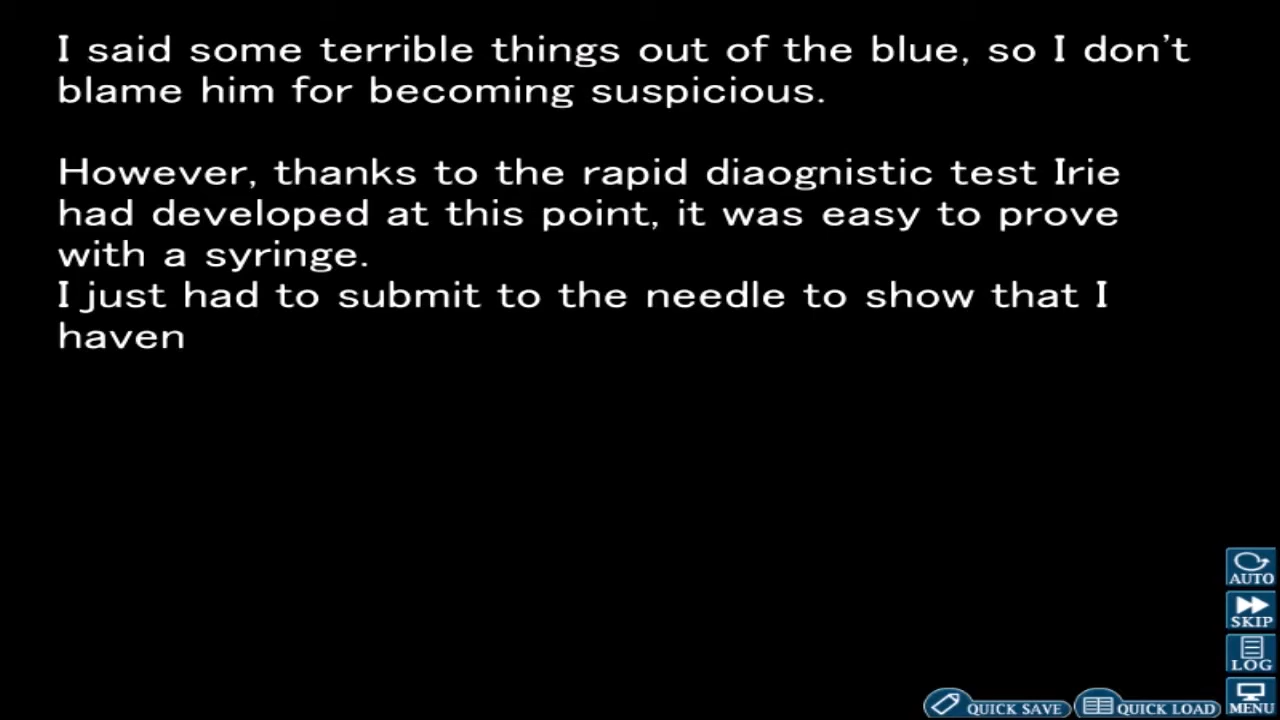 I said some terrible things out of the blue, so I don't
blame him for becoming suspicious.
However, thanks to the rapid diaognistic test Irie
had developed at this point, it was easy to prove
with a syringe.
I just had to submit to the needle to show that I
haven
AUTO
SKIP
LOG
MENU
QUICK SAVE
QUICK LOAD